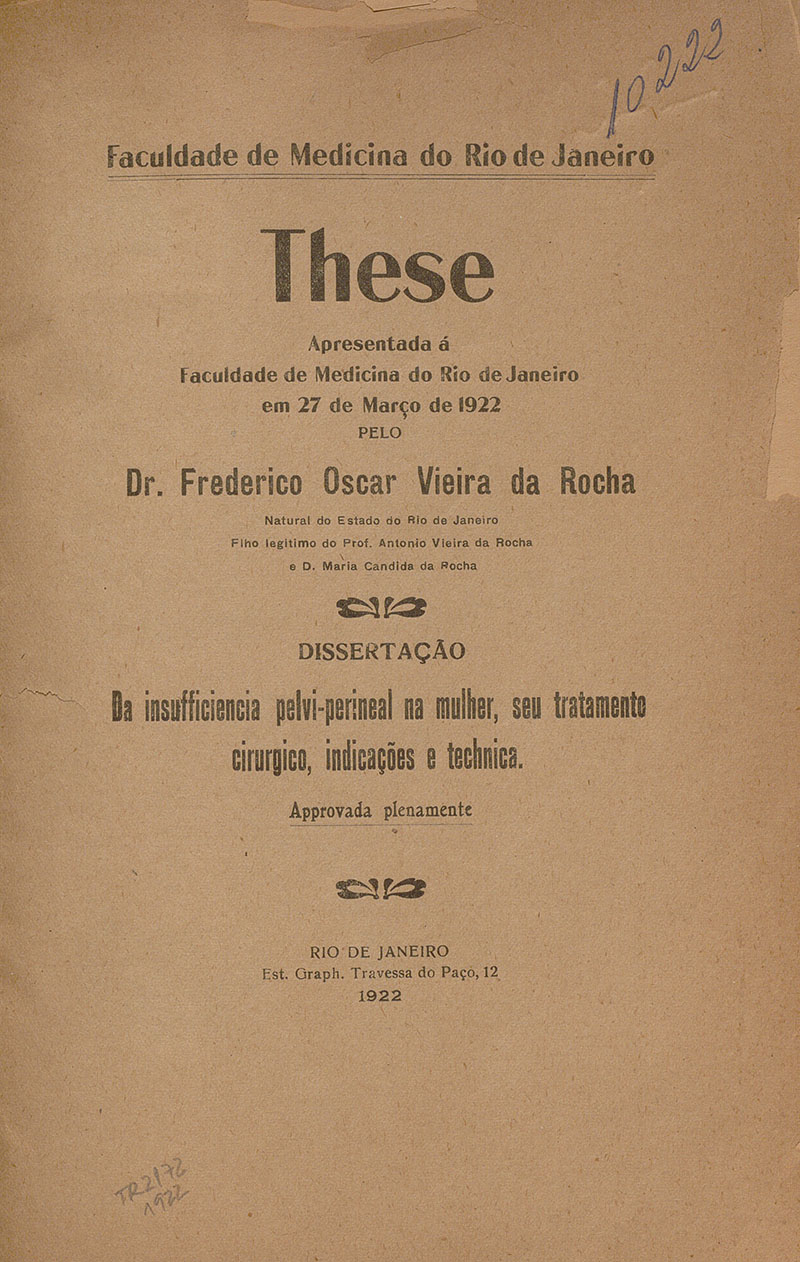 10222
Faculdade de Medicina do Rio de Janeiro
These
Apresentada á
Faculdade de Medicina do Rio de Janeiro
em 27 de Março de 1922
PELO
Dr. Frederico Oscar Vieira da Rocha
Natural do Estado do Rio de Janeiro
Flho legitimo do Prof. Antonio Vieira da Rocha
e D. Maria Candida da Rocha
DISSERTAÇÃO
Da insufficiencia pelvi-perineal na mulher, seu tratamento
cirurgico, indicações e technica.
Approvada plenamente
RIO DE JANEIRO
Est. Graph. Travessa do Paço, 12
1922
1922